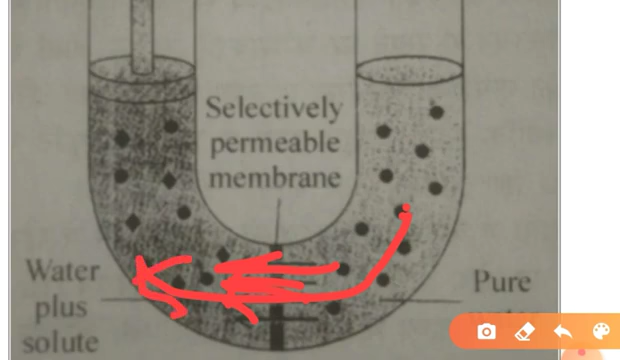 Selectively
permeable
membrane
Water
plus
solute
Pure